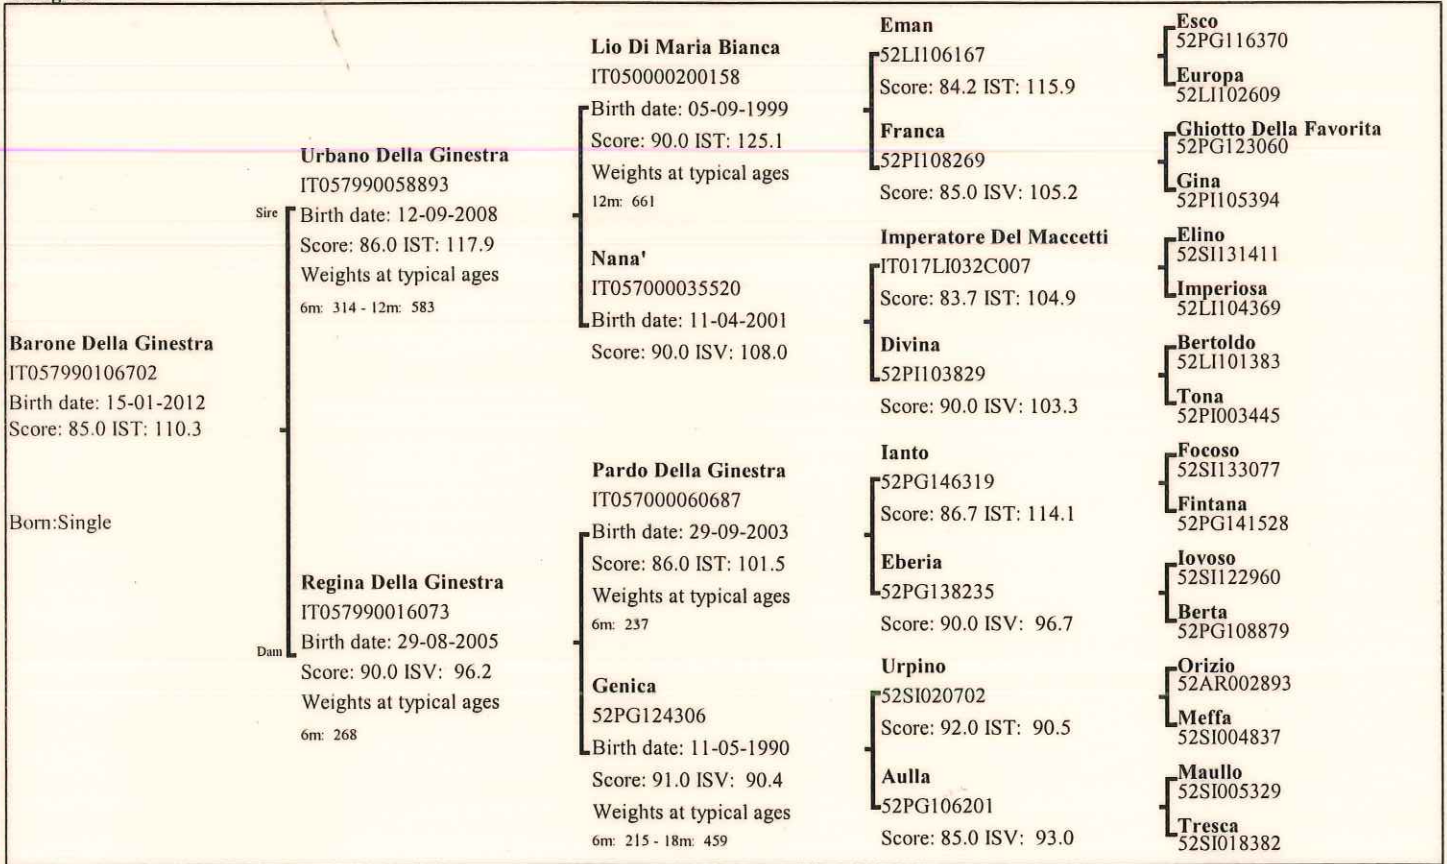 Barone Della Ginestra
IT057990106702
Birth date: 15-01-2012
Score: 85.0 IST: 110.3
Born:Single
Sire
Urbano Della Ginestra
IT057990058893
Birth date: 12-09-2008
Score: 86.0 IST: 117.9
Weights at typical ages
6m: 314 - 12m: 583
Dam
Regina Della Ginestra
IT057990016073
Birth date: 29-08-2005
Score: 90.0 ISV: 96.2
Weights at typical ages
6m: 268
Lio Di Maria Bianca
IT050000200158
Birth date: 05-09-1999
Score: 90.0 IST: 125.1
Weights at typical ages
12m: 661
Nana'
IT057000035520
Birth date: 11-04-2001
Score: 90.0 ISV: 108.0
Pardo Della Ginestra
IT057000060687
Birth date: 29-09-2003
Score: 86.0 IST: 101.5
Weights at typical ages
6m: 237
Genica
52PG124306
Birth date: 11-05-1990
Score: 91.0 ISV: 90.4
Weights at typical ages
6m: 215 - 18m: 459
Eman
52LI106167
Score: 84.2 IST: 115.9
Franca
52PI108269
Score: 85.0 ISV: 105.2
Imperatore Del Maccetti
IT017LI032C007
Score: 83.7 IST: 104.9
Divina
52PI103829
Score: 90.0 ISV: 103.3
Ianto
52PG146319
Score: 86.7 IST: 114.1
Eberia
52PG138235
Score: 90.0 ISV: 96.7
Urpino
52SI020702
Score: 92.0 IST: 90.5
Aulla
52PG106201
Score: 85.0 ISV: 93.0
Esco
52PG116370
Europa
52LI102609
Ghiotto Della Favorita
52PG123060
Gina
52PI105394
Elino
52SI131411
Imperiosa
52LI104369
Bertoldo
52LI101383
Tona
52PI003445
Focoso
52SI133077
Fintana
52PG141528
Iovoso
52SI122960
Berta
52PG108879
Orizio
52AR002893
Meffa
52SI004837
Maullo
52SI005329
Tresca
52SI018382